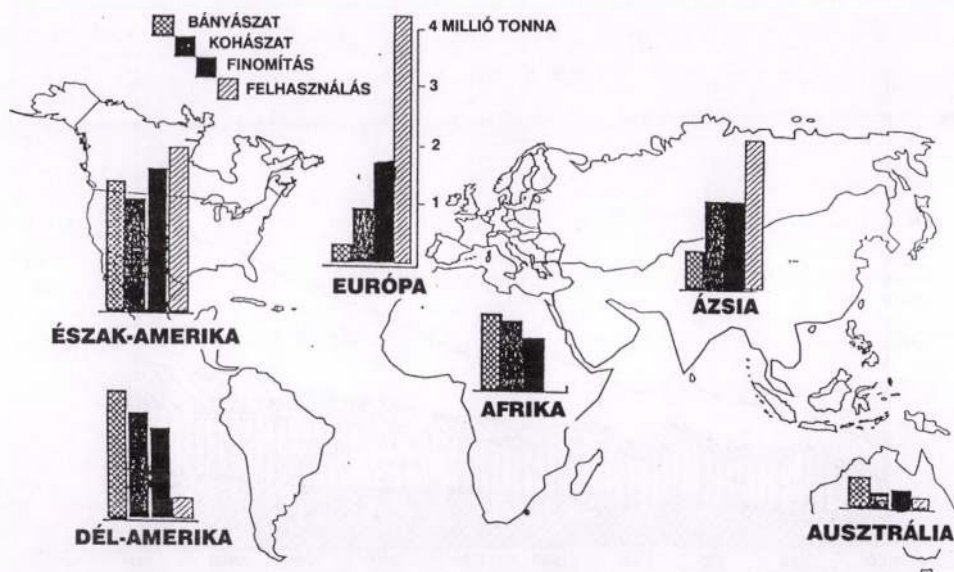 BÁNYÁSZAT
KOHÁSZAT
FINOMÍTÁS
FELHASZNÁLÁS
4 MILLIÓ TONNA
3
2
1
EURÓPA
ÁZSIA
ÉSZAK-AMERIKA
AFRIKA
DÉL-AMERIKA
AUSZTRÁLIA